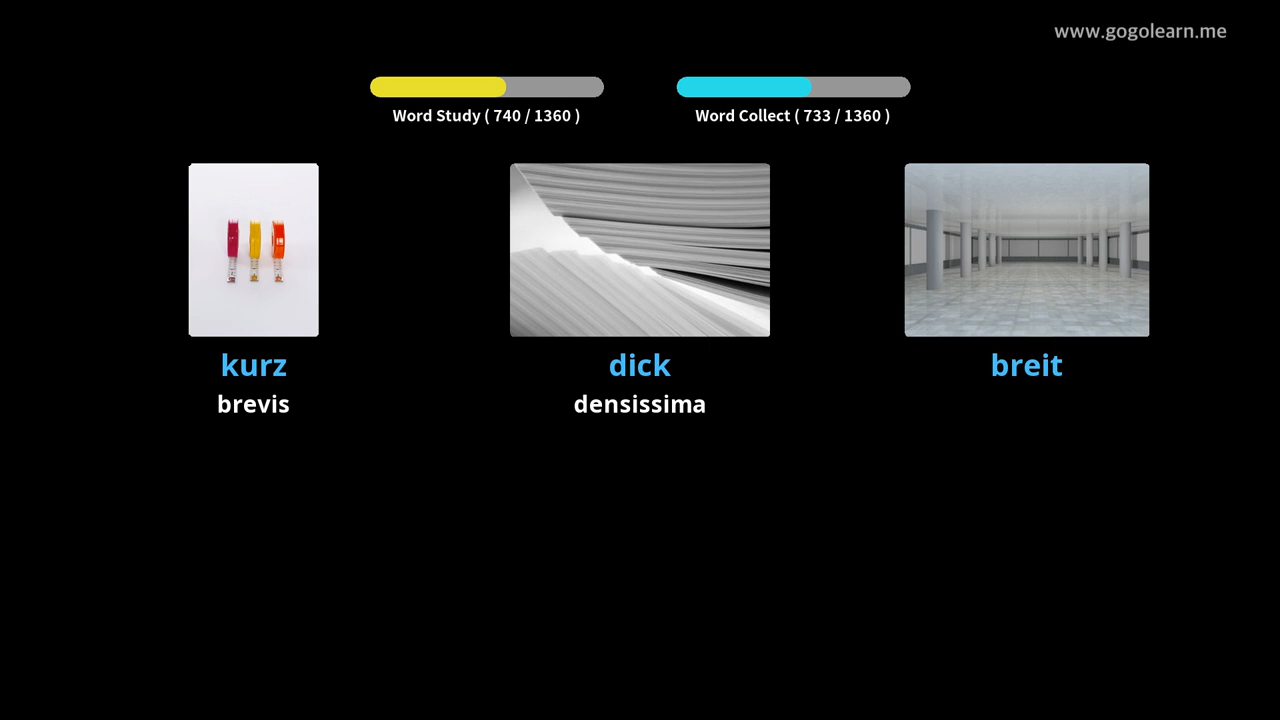 www.gogolearn.me
Word Study ( 740 / 1360 )
Word Collect ( 733 / 1360 )
kurz
brevis
dick
densissima
breit